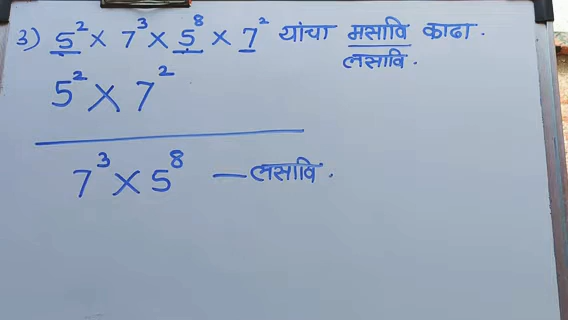 3) 5² × 7³ × 5⁸ × 7² यांचा मसावि काढा.
लसावि.
5² × 7²
7³ × 5⁸ — लसावि.